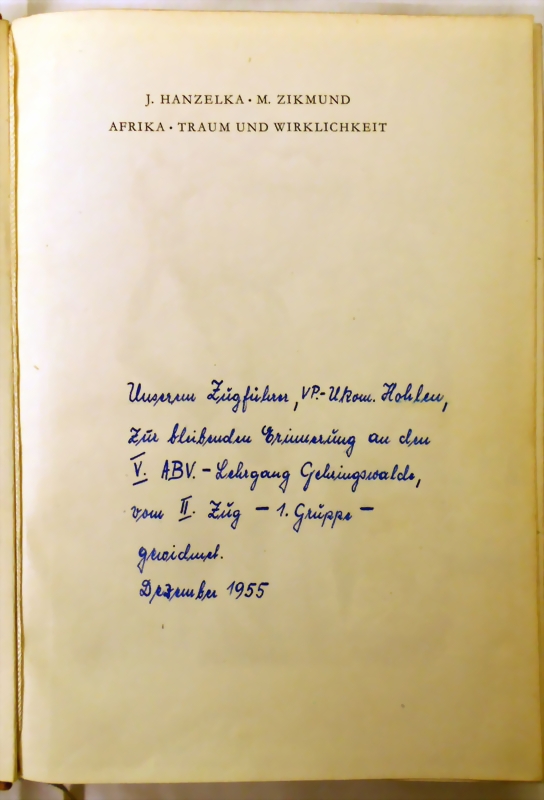 J. HANZELKA • M. ZIKMUND
AFRIKA • TRAUM UND WIRKLICHKEIT
Unserem Zugführer, VP.-Ukom. Hohlen,
zur bleibenden Erinnerung an den
V. ABV.-Lehrgang Gehringswalde,
vom II. Zug – 1. Gruppe –
gewidmet.
Dezember 1955